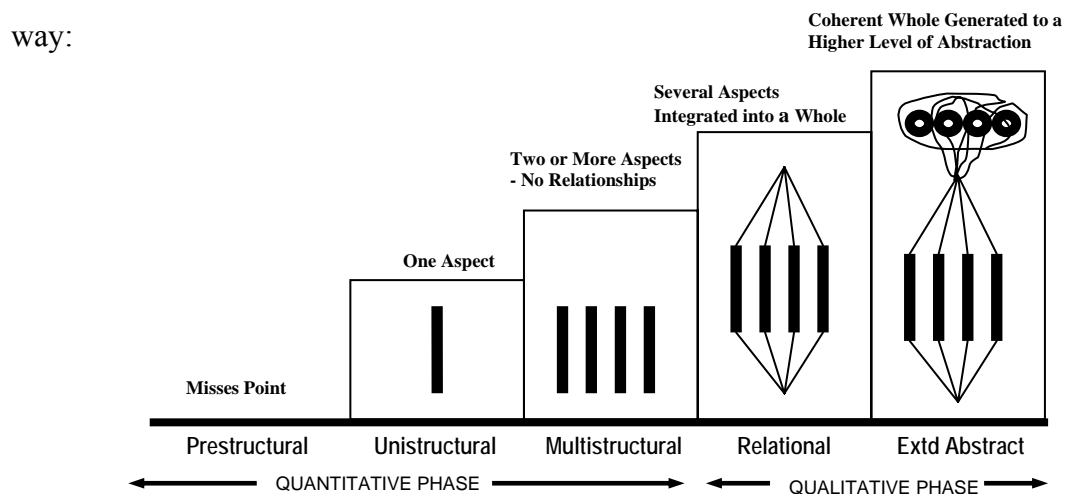 way:
Coherent Whole Generated to a
Higher Level of Abstraction
Several Aspects
Integrated into a Whole
Two or More Aspects
- No Relationships
One Aspect
Misses Point
Prestructural
Unistructural
Multistructural
Relational
Extd Abstract
QUANTITATIVE PHASE
QUALITATIVE PHASE